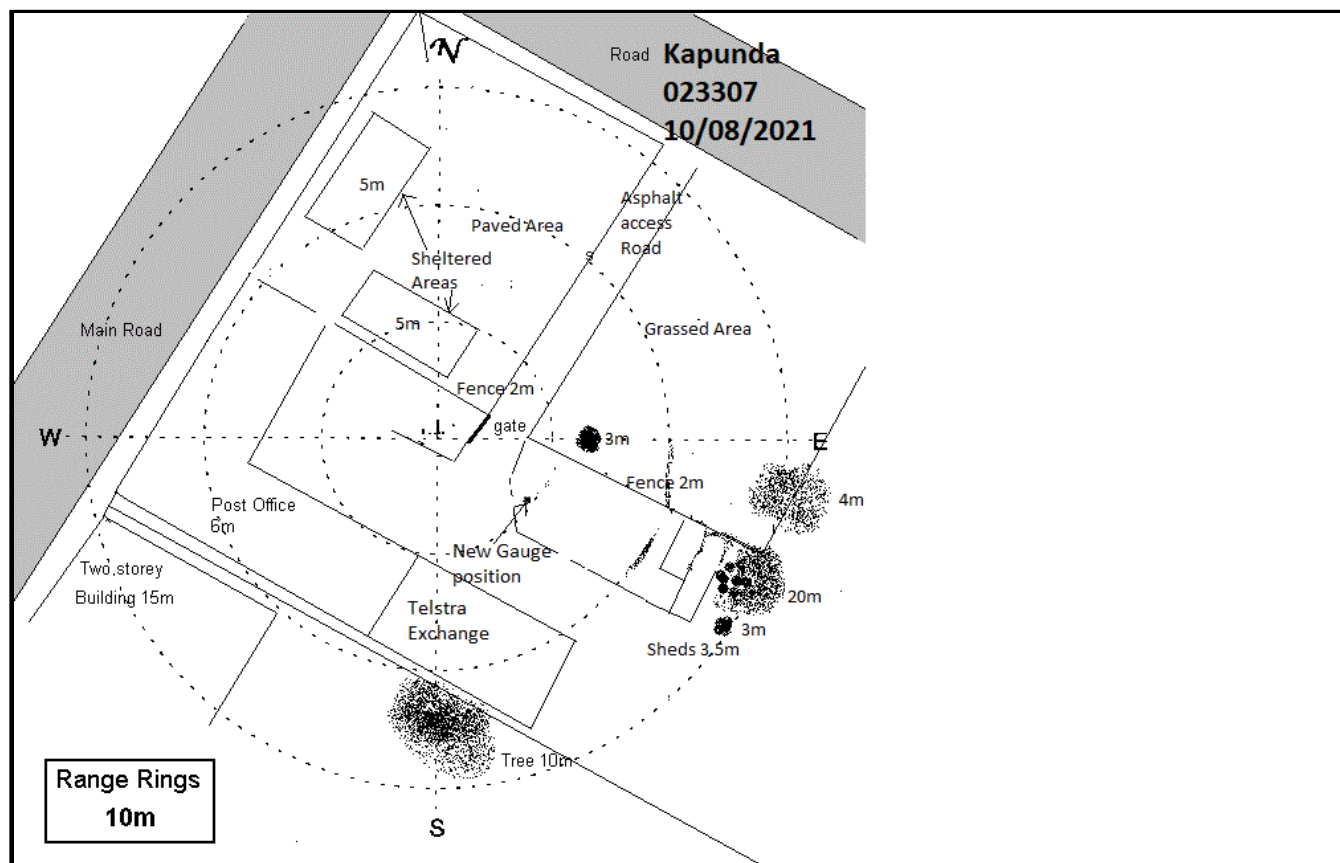 N
Road
Kapunda
023307
10/08/2021
5m
Asphalt
access
Road
Paved Area
s
Sheltered
Areas
Main Road
5m
Grassed Area
Fence 2m
gate
W
3m
E
Fence 2m
4m
Post Office
6m
New Gauge
position
Two storey
Building 15m
20m
Telstra
Exchange
3m
Sheds 3.5m
Tree 10m
Range Rings
10m
S